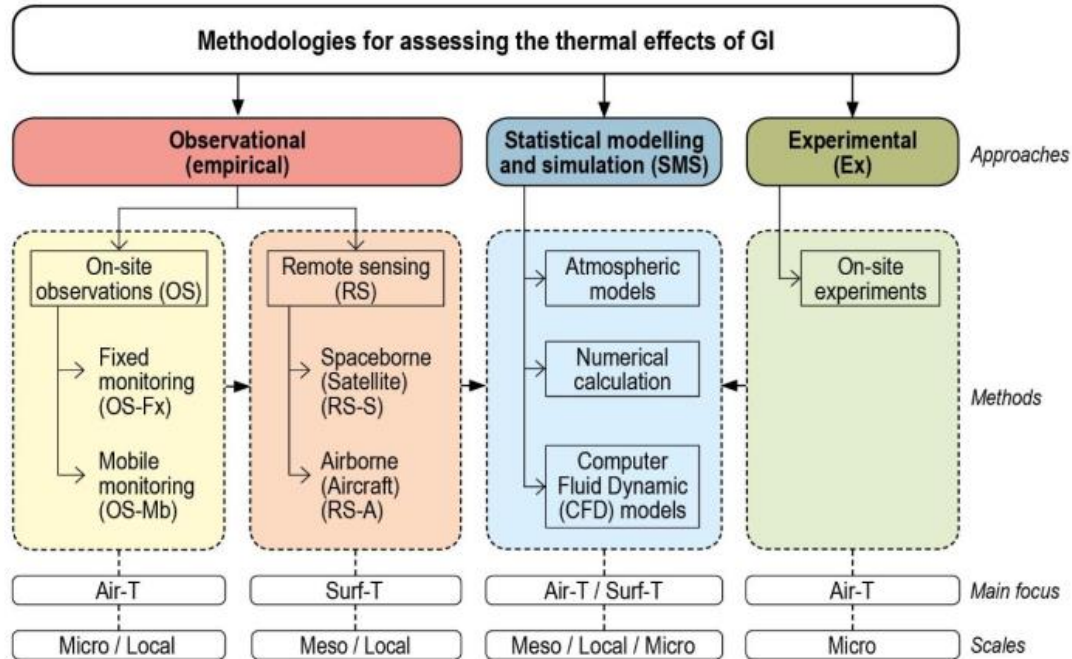 Methodologies for assessing the thermal effects of GI
Observational
(empirical)
Statistical modelling
and simulation (SMS)
Experimental
(Ex)
Approaches
On-site
observations (OS)
Fixed
monitoring
(OS-Fx)
Mobile
monitoring
(OS-Mb)
Remote sensing
(RS)
Spaceborne
(Satellite)
(RS-S)
Airborne
(Aircraft)
(RS-A)
Atmospheric
models
Numerical
calculation
Computer
Fluid Dynamic
(CFD) models
On-site
experiments
Methods
Air-T
Surf-T
Air-T / Surf-T
Air-T
Main focus
Micro / Local
Meso / Local
Meso / Local / Micro
Micro
Scales